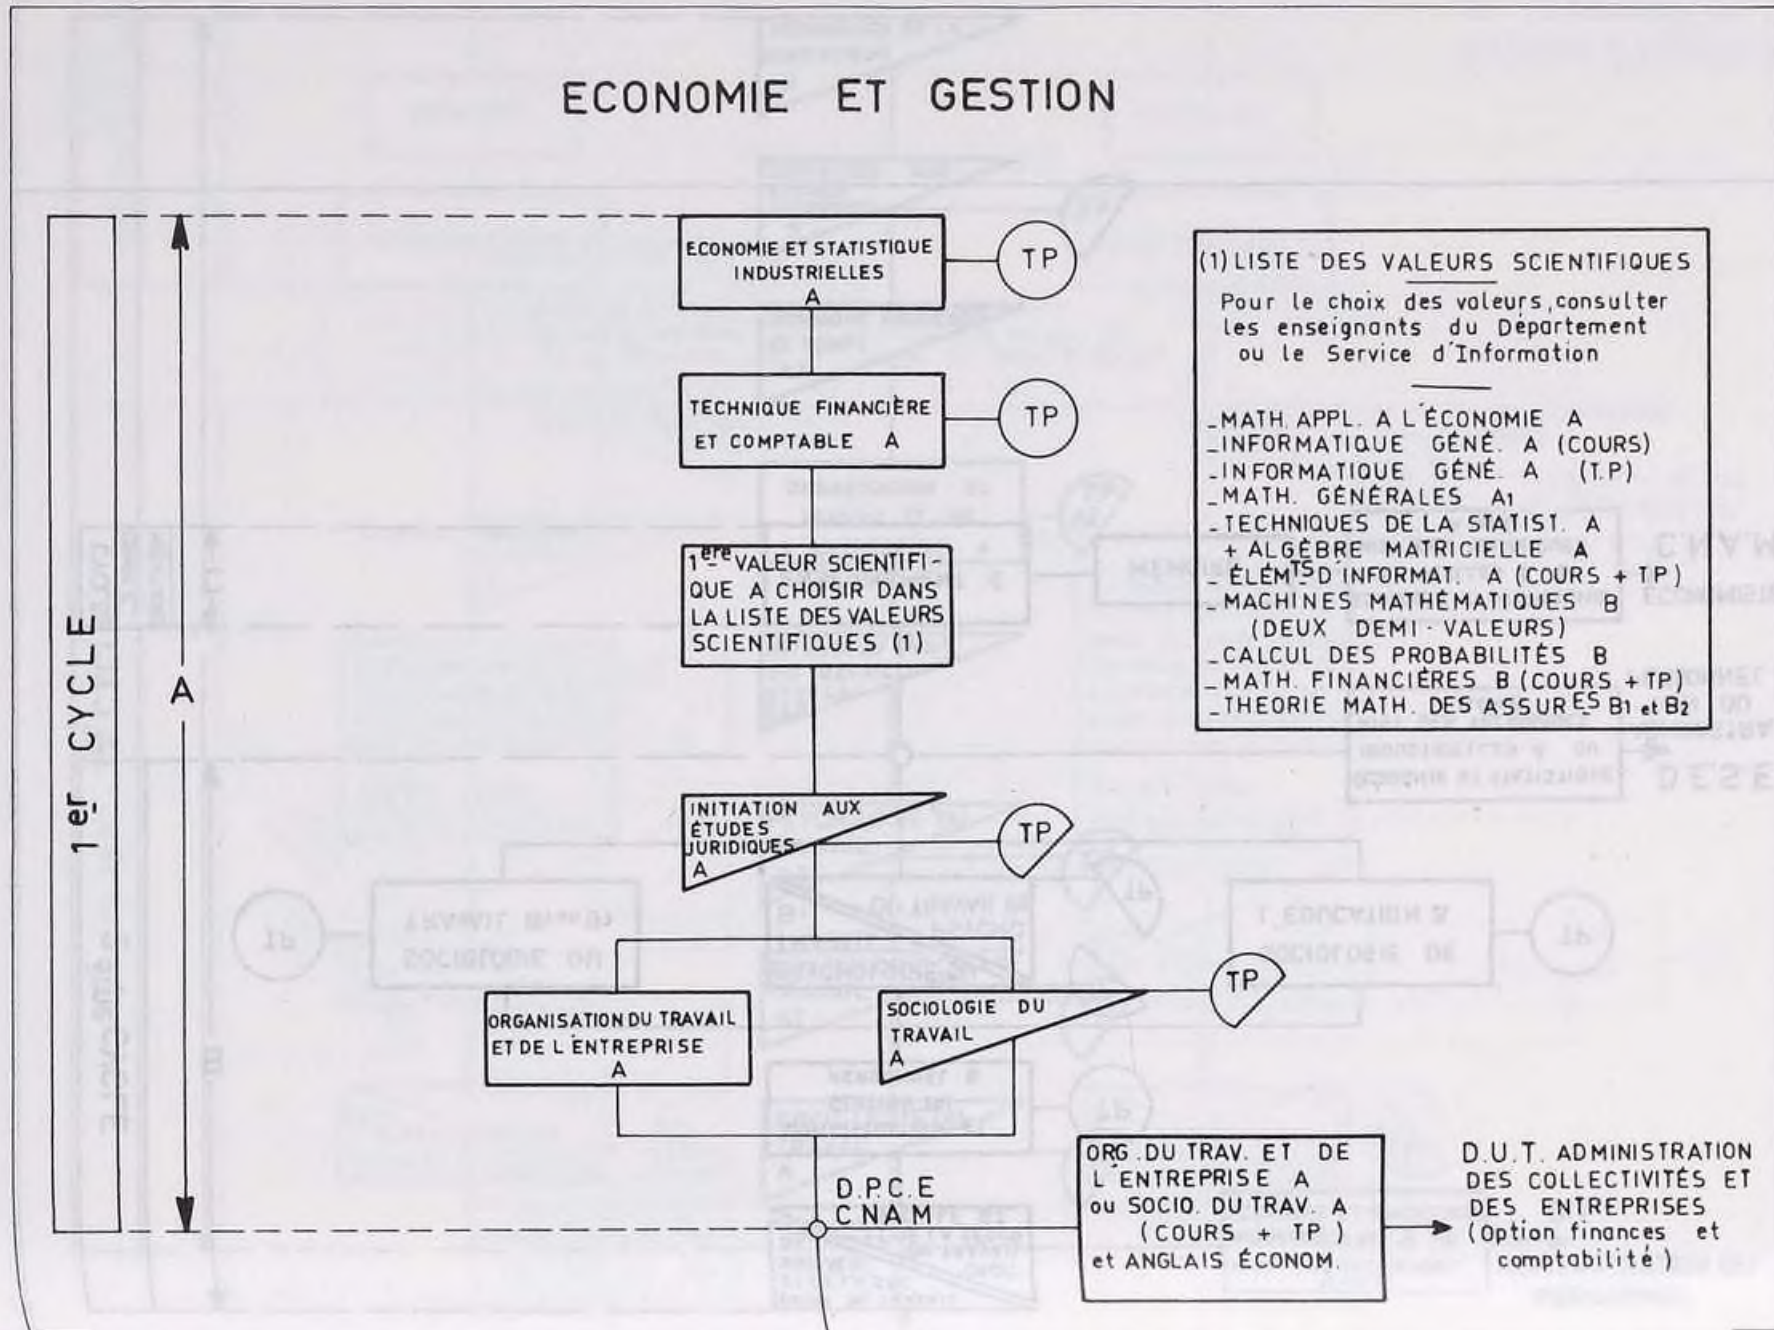 ECONOMIE ET GESTION
1er CYCLE
A
ECONOMIE ET STATISTIQUE
INDUSTRIELLES
A
TP
TECHNIQUE FINANCIÈRE
ET COMPTABLE A
TP
1ere VALEUR SCIENTIFI-
QUE A CHOISIR DANS
LA LISTE DES VALEURS
SCIENTIFIQUES (1)
INITIATION AUX
ÉTUDES
JURIDIQUES
A
TP
ORGANISATION DU TRAVAIL
ET DE L'ENTREPRISE
A
SOCIOLOGIE DU
TRAVAIL
A
TP
D.P.C.E
CNAM
ORG. DU TRAV. ET DE
L'ENTREPRISE A
ou SOCIO. DU TRAV. A
(COURS + TP)
et ANGLAIS ÉCONOM.
D.U.T. ADMINISTRATION
DES COLLECTIVITÉS ET
DES ENTREPRISES
(Option finances et
comptabilité)
(1) LISTE DES VALEURS SCIENTIFIQUES
Pour le choix des valeurs, consulter
les enseignants du Département
ou le Service d'Information
_MATH. APPL. A L'ÉCONOMIE A
_INFORMATIQUE GÉNÉ. A (COURS)
_INFORMATIQUE GÉNÉ. A (T.P)
_MATH. GÉNÉRALES A1
_TECHNIQUES DE LA STATIST. A
+ ALGÈBRE MATRICIELLE A
_ÉLÉMTS D'INFORMAT. A (COURS + TP)
_MACHINES MATHÉMATIQUES B
(DEUX DEMI-VALEURS)
_CALCUL DES PROBABILITÉS B
_MATH. FINANCIÈRES B (COURS + TP)
_THEORIE MATH. DES ASSURES B1 et B2